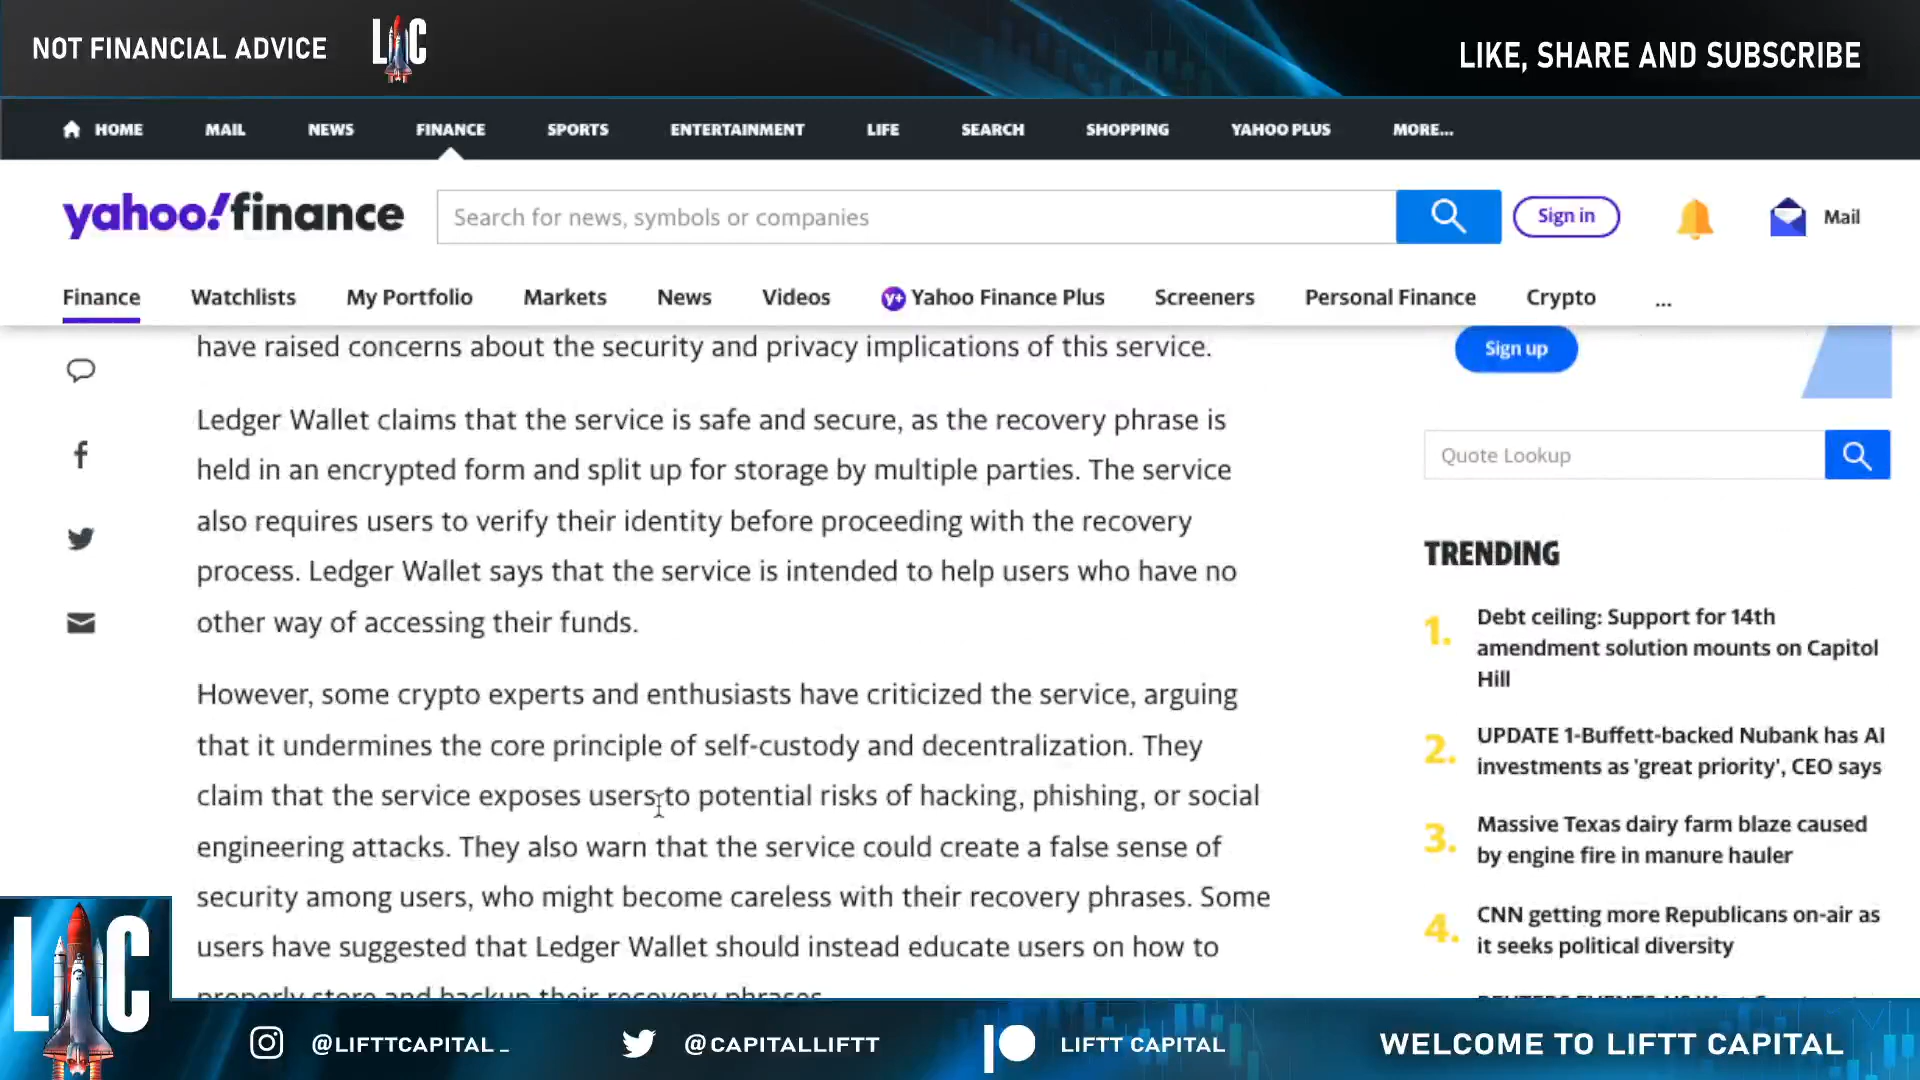 NOT FINANCIAL ADVICE
LC
LIKE, SHARE AND SUBSCRIBE
HOME MAIL NEWS FINANCE SPORTS ENTERTAINMENT LIFE SEARCH SHOPPING YAHOO PLUS MORE...
yahoo!finance
Search for news, symbols or companies
Sign in
Mail
Finance Watchlists My Portfolio Markets News Videos Y+ Yahoo Finance Plus Screeners Personal Finance Crypto ...
have raised concerns about the security and privacy implications of this service.
Ledger Wallet claims that the service is safe and secure, as the recovery phrase is
held in an encrypted form and split up for storage by multiple parties. The service
also requires users to verify their identity before proceeding with the recovery
process. Ledger Wallet says that the service is intended to help users who have no
other way of accessing their funds.
However, some crypto experts and enthusiasts have criticized the service, arguing
that it undermines the core principle of self-custody and decentralization. They
claim that the service exposes users to potential risks of hacking, phishing, or social
engineering attacks. They also warn that the service could create a false sense of
security among users, who might become careless with their recovery phrases. Some
users have suggested that Ledger Wallet should instead educate users on how to
properly store and backup their recovery phrases.
Sign up
Quote Lookup
TRENDING
1. Debt ceiling: Support for 14th
amendment solution mounts on Capitol
Hill
2. UPDATE 1-Buffett-backed Nubank has AI
investments as 'great priority', CEO says
3. Massive Texas dairy farm blaze caused
by engine fire in manure hauler
4. CNN getting more Republicans on-air as
it seeks political diversity
LC
@LIFTTCAPITAL_
@CAPITALLIFTT
LIFTT CAPITAL
WELCOME TO LIFTT CAPITAL